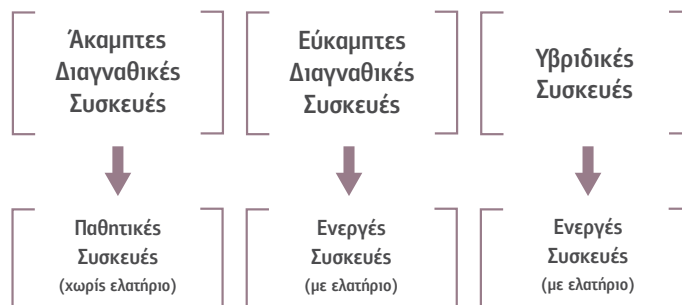 Άκαμπτες
Διαγναθικές
Συσκευές
Εύκαμπτες
Διαγναθικές
Συσκευές
Υβριδικές
Συσκευές
Παθητικές
Συσκευές
(χωρίς ελατήριο)
Ενεργές
Συσκευές
(με ελατήριο)
Ενεργές
Συσκευές
(με ελατήριο)